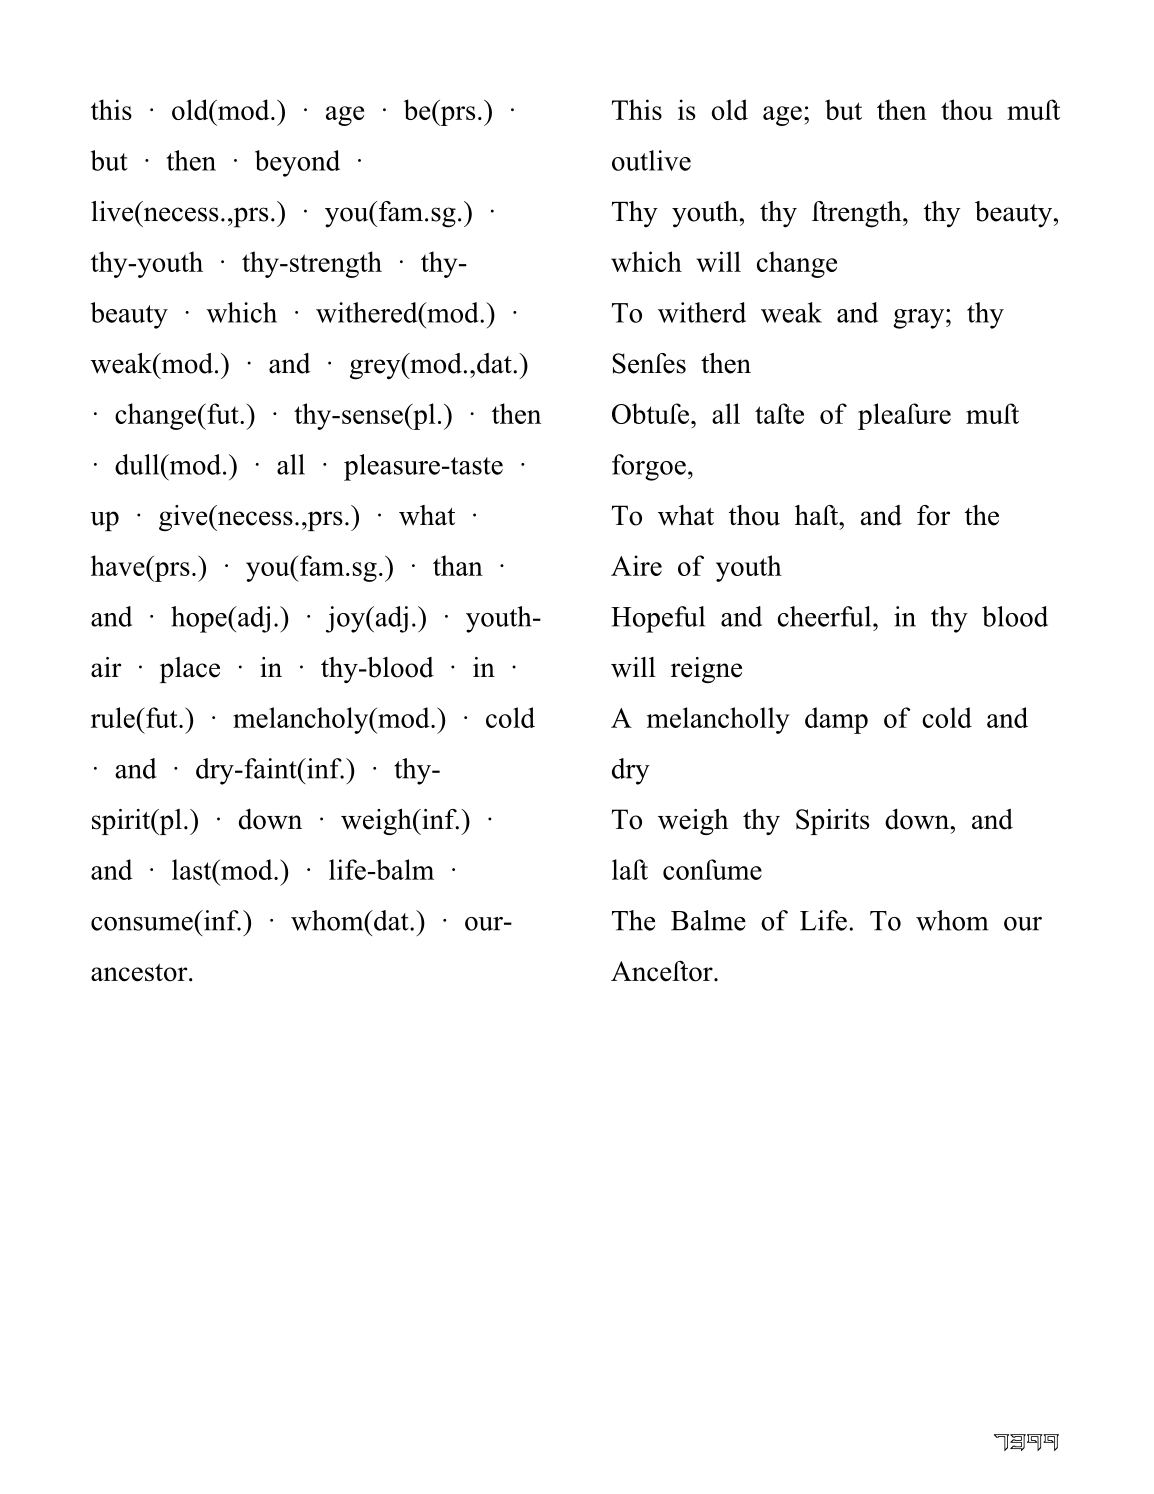 this · old(mod.) · age · be(prs.) ·
but · then · beyond ·
live(necess.,prs.) · you(fam.sg.) ·
thy-youth · thy-strength · thy-
beauty · which · withered(mod.) ·
weak(mod.) · and · grey(mod.,dat.)
· change(fut.) · thy-sense(pl.) · then
· dull(mod.) · all · pleasure-taste ·
up · give(necess.,prs.) · what ·
have(prs.) · you(fam.sg.) · than ·
and · hope(adj.) · joy(adj.) · youth-
air · place · in · thy-blood · in ·
rule(fut.) · melancholy(mod.) · cold
· and · dry-faint(inf.) · thy-
spirit(pl.) · down · weigh(inf.) ·
and · last(mod.) · life-balm ·
consume(inf.) · whom(dat.) · our-
ancestor.
This is old age; but then thou muſt
outlive
Thy youth, thy ſtrength, thy beauty,
which will change
To witherd weak and gray; thy
Senſes then
Obtuſe, all taſte of pleaſure muſt
forgoe,
To what thou haſt, and for the
Aire of youth
Hopeful and cheerful, in thy blood
will reigne
A melancholly damp of cold and
dry
To weigh thy Spirits down, and
laſt conſume
The Balme of Life. To whom our
Anceſtor.